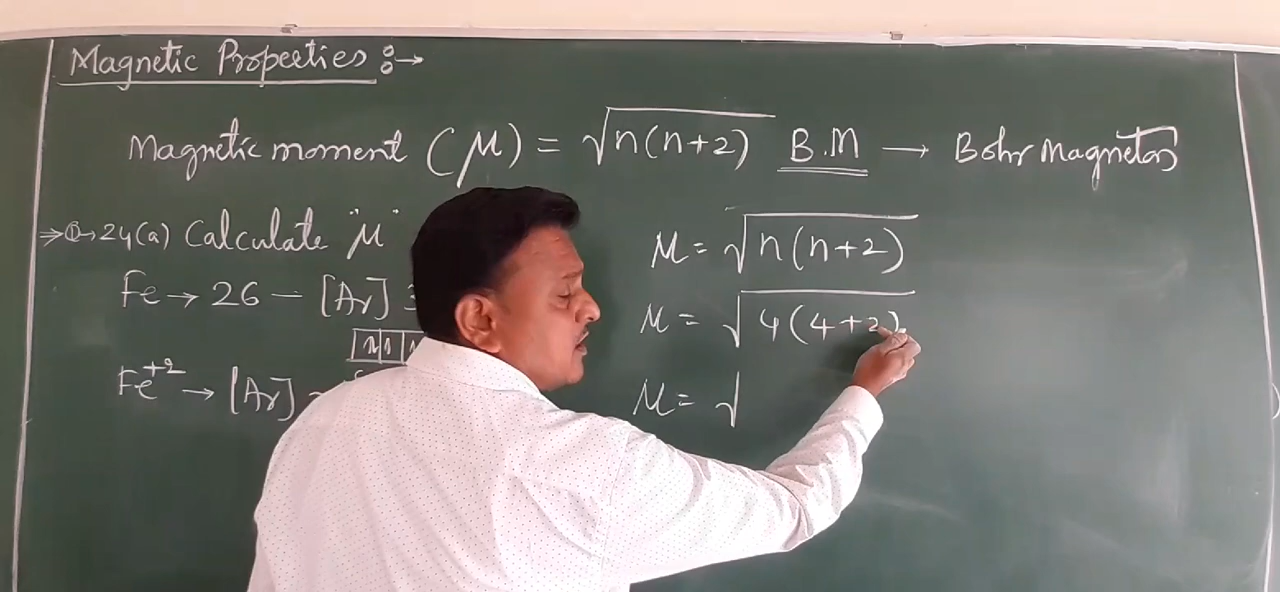 Magnetic Properties :→
Magnetic moment (μ) = √n(n+2) B.M → Bohr Magnetons
⇒①→24(a) Calculate "μ"
Fe → 26 – [Ar] 3
Fe+2 → [Ar]
μ = √n(n+2)
μ = √4(4+2)
μ = √